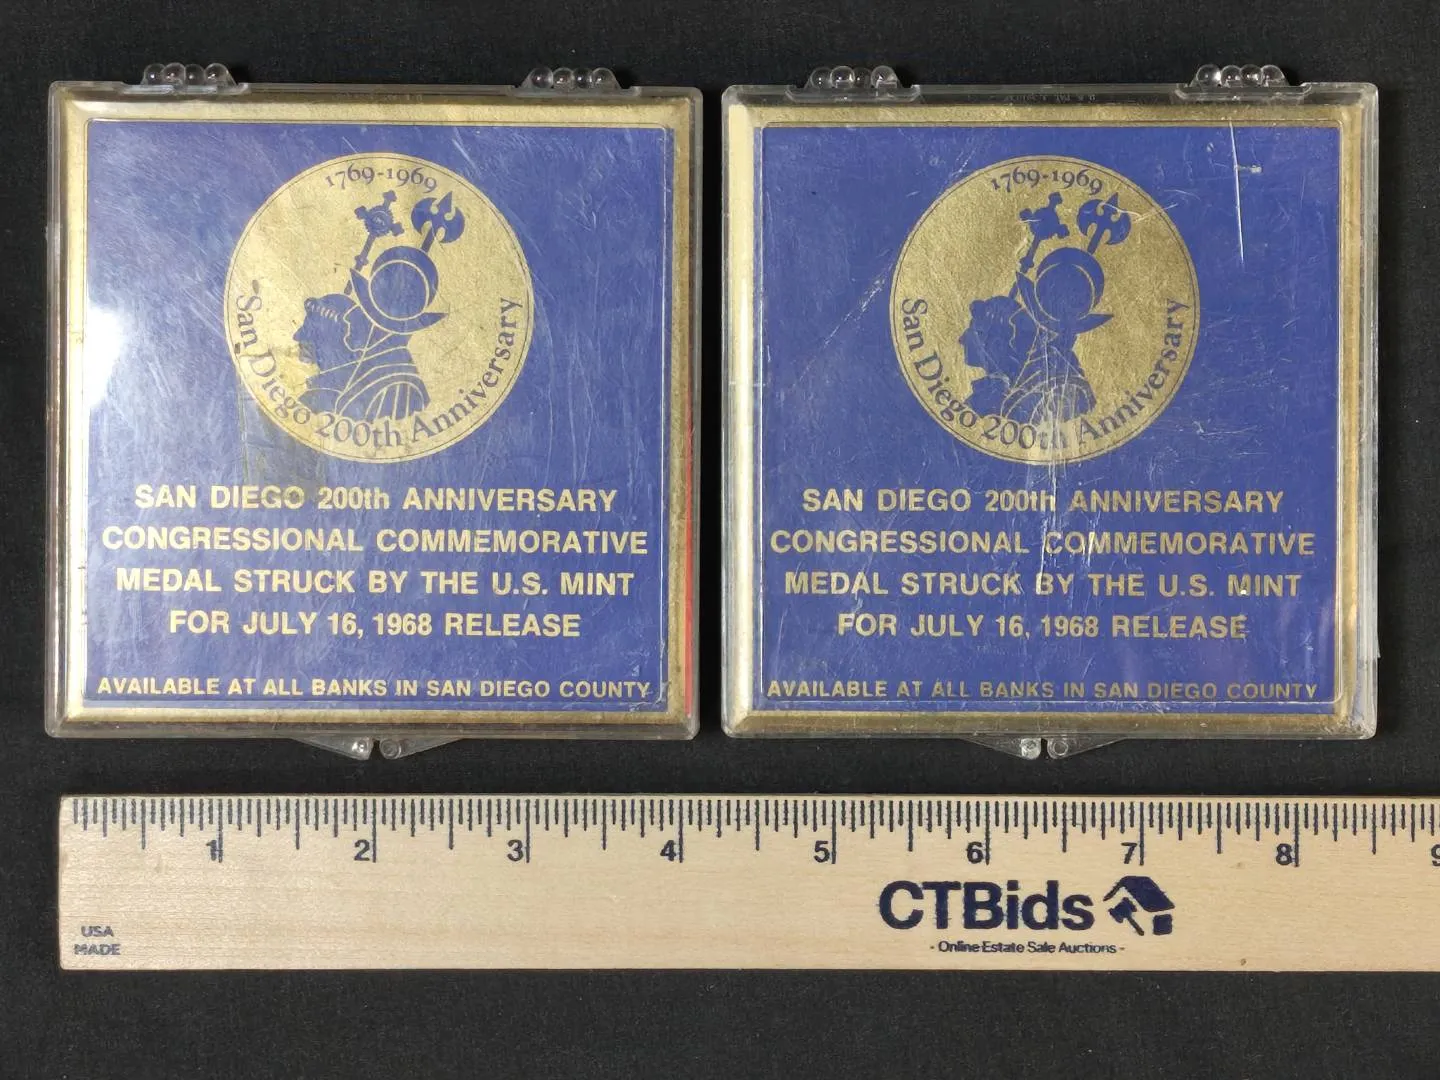 1769-1969
San Diego 200th Anniversary
SAN DIEGO 200th ANNIVERSARY
CONGRESSIONAL COMMEMORATIVE
MEDAL STRUCK BY THE U.S. MINT
FOR JULY 16, 1968 RELEASE
AVAILABLE AT ALL BANKS IN SAN DIEGO COUNTY
1769-1969
San Diego 200th Anniversary
SAN DIEGO 200th ANNIVERSARY
CONGRESSIONAL COMMEMORATIVE
MEDAL STRUCK BY THE U.S. MINT
FOR JULY 16, 1968 RELEASE
AVAILABLE AT ALL BANKS IN SAN DIEGO COUNTY
1 2 3 4 5 6 7 8 9
CTBids
- Online Estate Sale Auctions -
USA
MADE